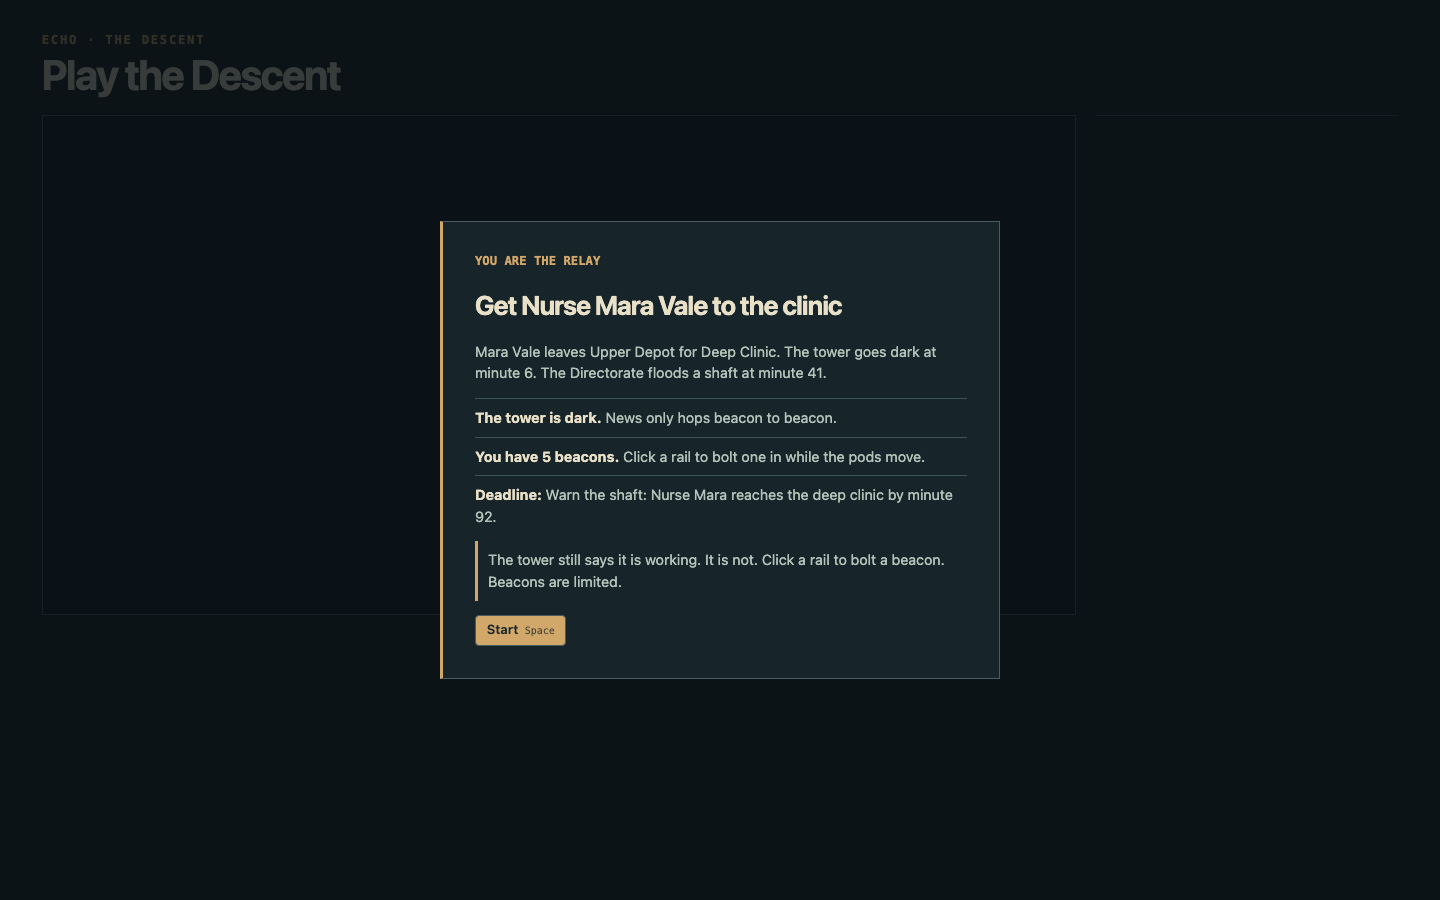 ECHO · THE DESCENT
Play the Descent
YOU ARE THE RELAY
Get Nurse Mara Vale to the clinic
Mara Vale leaves Upper Depot for Deep Clinic. The tower goes dark at
minute 6. The Directorate floods a shaft at minute 41.
The tower is dark. News only hops beacon to beacon.
You have 5 beacons. Click a rail to bolt one in while the pods move.
Deadline: Warn the shaft: Nurse Mara reaches the deep clinic by minute
92.
The tower still says it is working. It is not. Click a rail to bolt a beacon.
Beacons are limited.
Start Space